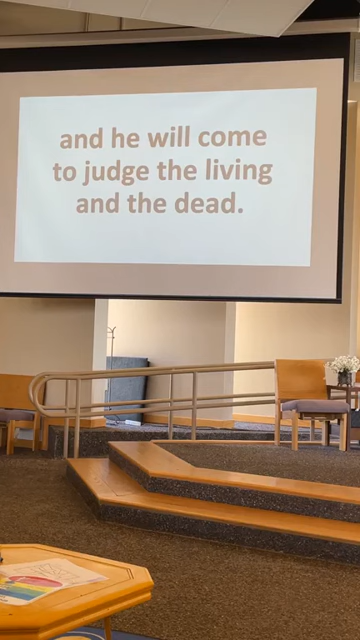 and he will come
to judge the living
and the dead.